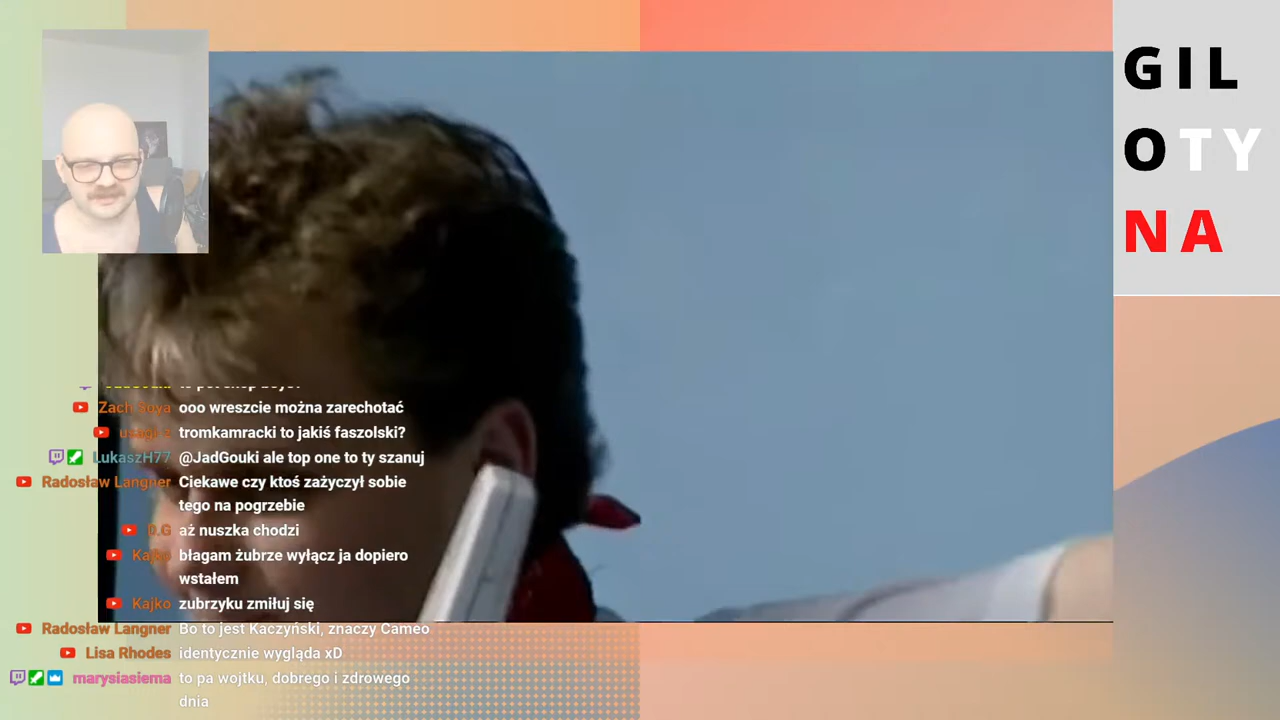 GIL
OTY
NA
Zach Suya ooo wreszcie można zarechotać
tromkamracki to jakiś faszolski?
LukaszH77 @JadGouki ale top one to ty szanuj
Radosław Langner Ciekawe czy ktoś zażyczył sobie
tego na pogrzebie
D.G aż nuszka chodzi
Kajko błagam żubrze wyłącz ja dopiero
wstałem
Kajko zubrzyku zmiłuj się
Radosław Langner Bo to jest Kaczyński, znaczy Cameo
Lisa Rhodes identycznie wygląda xD
marysiasiema to pa wojtku, dobrego i zdrowego
dnia